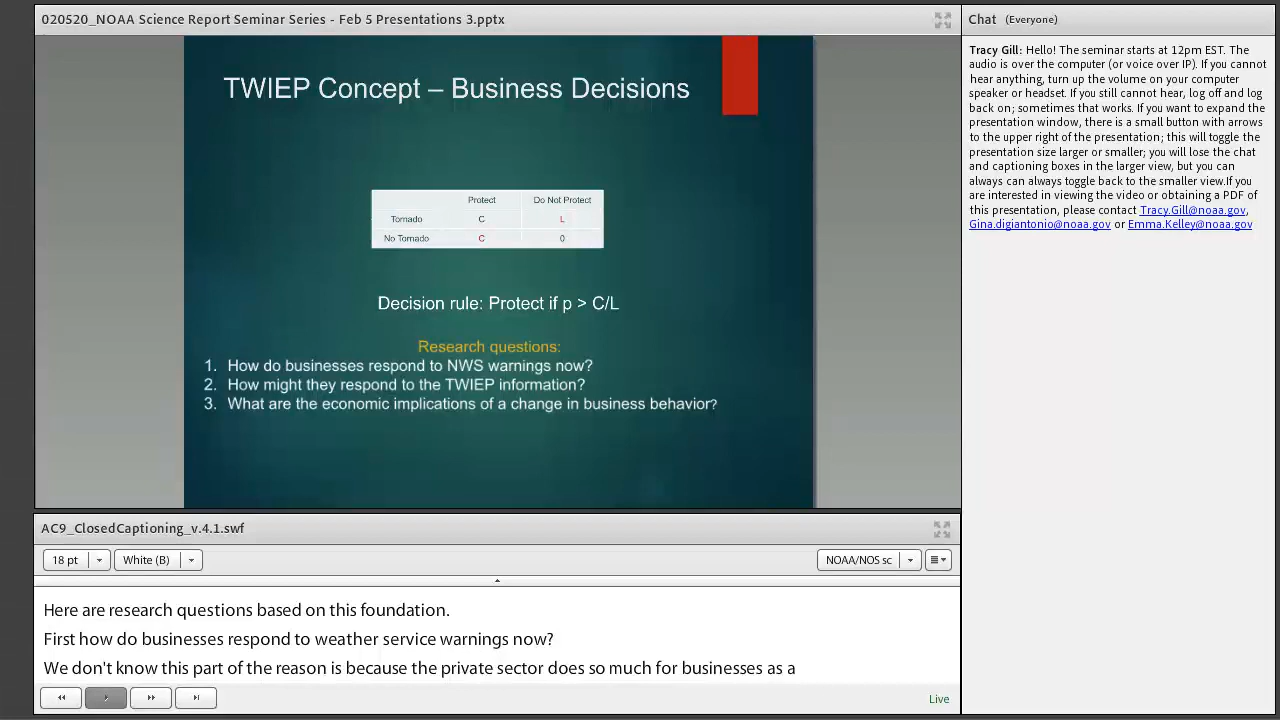 020520_NOAA Science Report Seminar Series - Feb 5 Presentations 3.pptx
TWIEP Concept – Business Decisions
Protect Do Not Protect
Tornado C L
No Tornado C 0
Decision rule: Protect if p > C/L
Research questions:
1. How do businesses respond to NWS warnings now?
2. How might they respond to the TWIEP information?
3. What are the economic implications of a change in business behavior?
AC9_ClosedCaptioning_v.4.1.swf
18 pt White (B) NOAA/NOS sc
Here are research questions based on this foundation.
First how do businesses respond to weather service warnings now?
We don't know this part of the reason is because the private sector does so much for businesses as a
Live
Chat (Everyone)
Tracy Gill: Hello! The seminar starts at 12pm EST. The
audio is over the computer (or voice over IP). If you cannot
hear anything, turn up the volume on your computer
speaker or headset. If you still cannot hear, log off and log
back on; sometimes that works. If you want to expand the
presentation window, there is a small button with arrows
to the upper right of the presentation; this will toggle the
presentation size larger or smaller; you will lose the chat
and captioning boxes in the larger view, but you can
always can always toggle back to the smaller view.If you
are interested in viewing the video or obtaining a PDF of
this presentation, please contact Tracy.Gill@noaa.gov,
Gina.digiantonio@noaa.gov or Emma.Kelley@noaa.gov